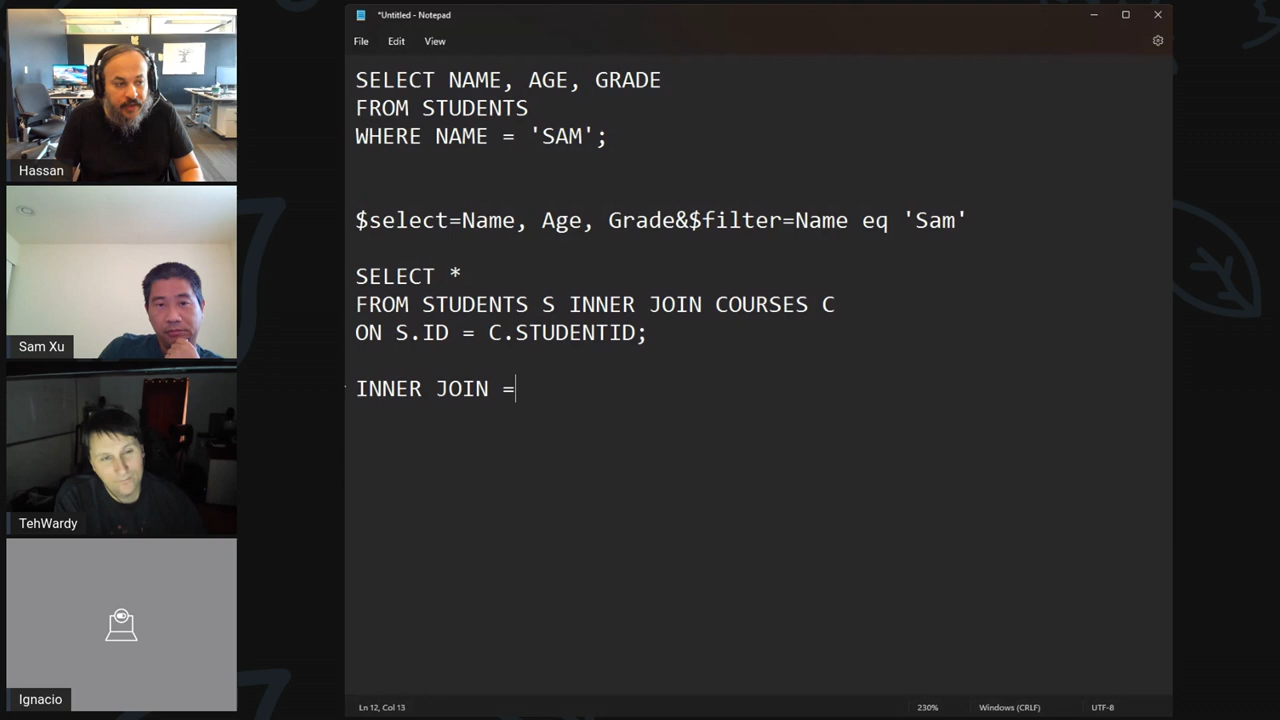 Hassan
Sam Xu
TehWardy
Ignacio
*Untitled - Notepad
File Edit View
SELECT NAME, AGE, GRADE
FROM STUDENTS
WHERE NAME = 'SAM';
$select=Name, Age, Grade&$filter=Name eq 'Sam'
SELECT *
FROM STUDENTS S INNER JOIN COURSES C
ON S.ID = C.STUDENTID;
INNER JOIN =
Ln 12, Col 13 230% Windows (CRLF) UTF-8